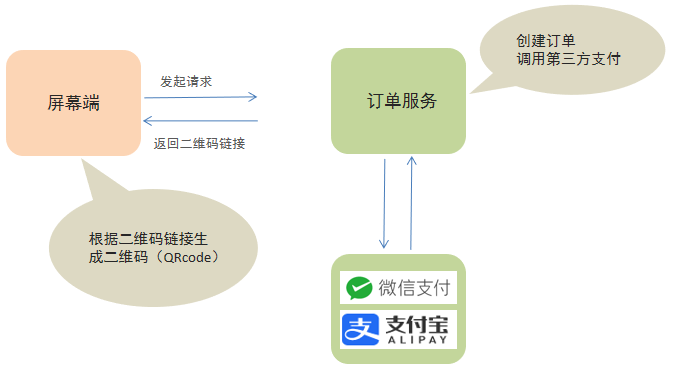 创建订单
调用第三方支付
发起请求
屏幕端
订单服务
返回二维码链接
根据二维码链接生
成二维码（QRcode）
微信支付
支
支付宝
ALIPAY